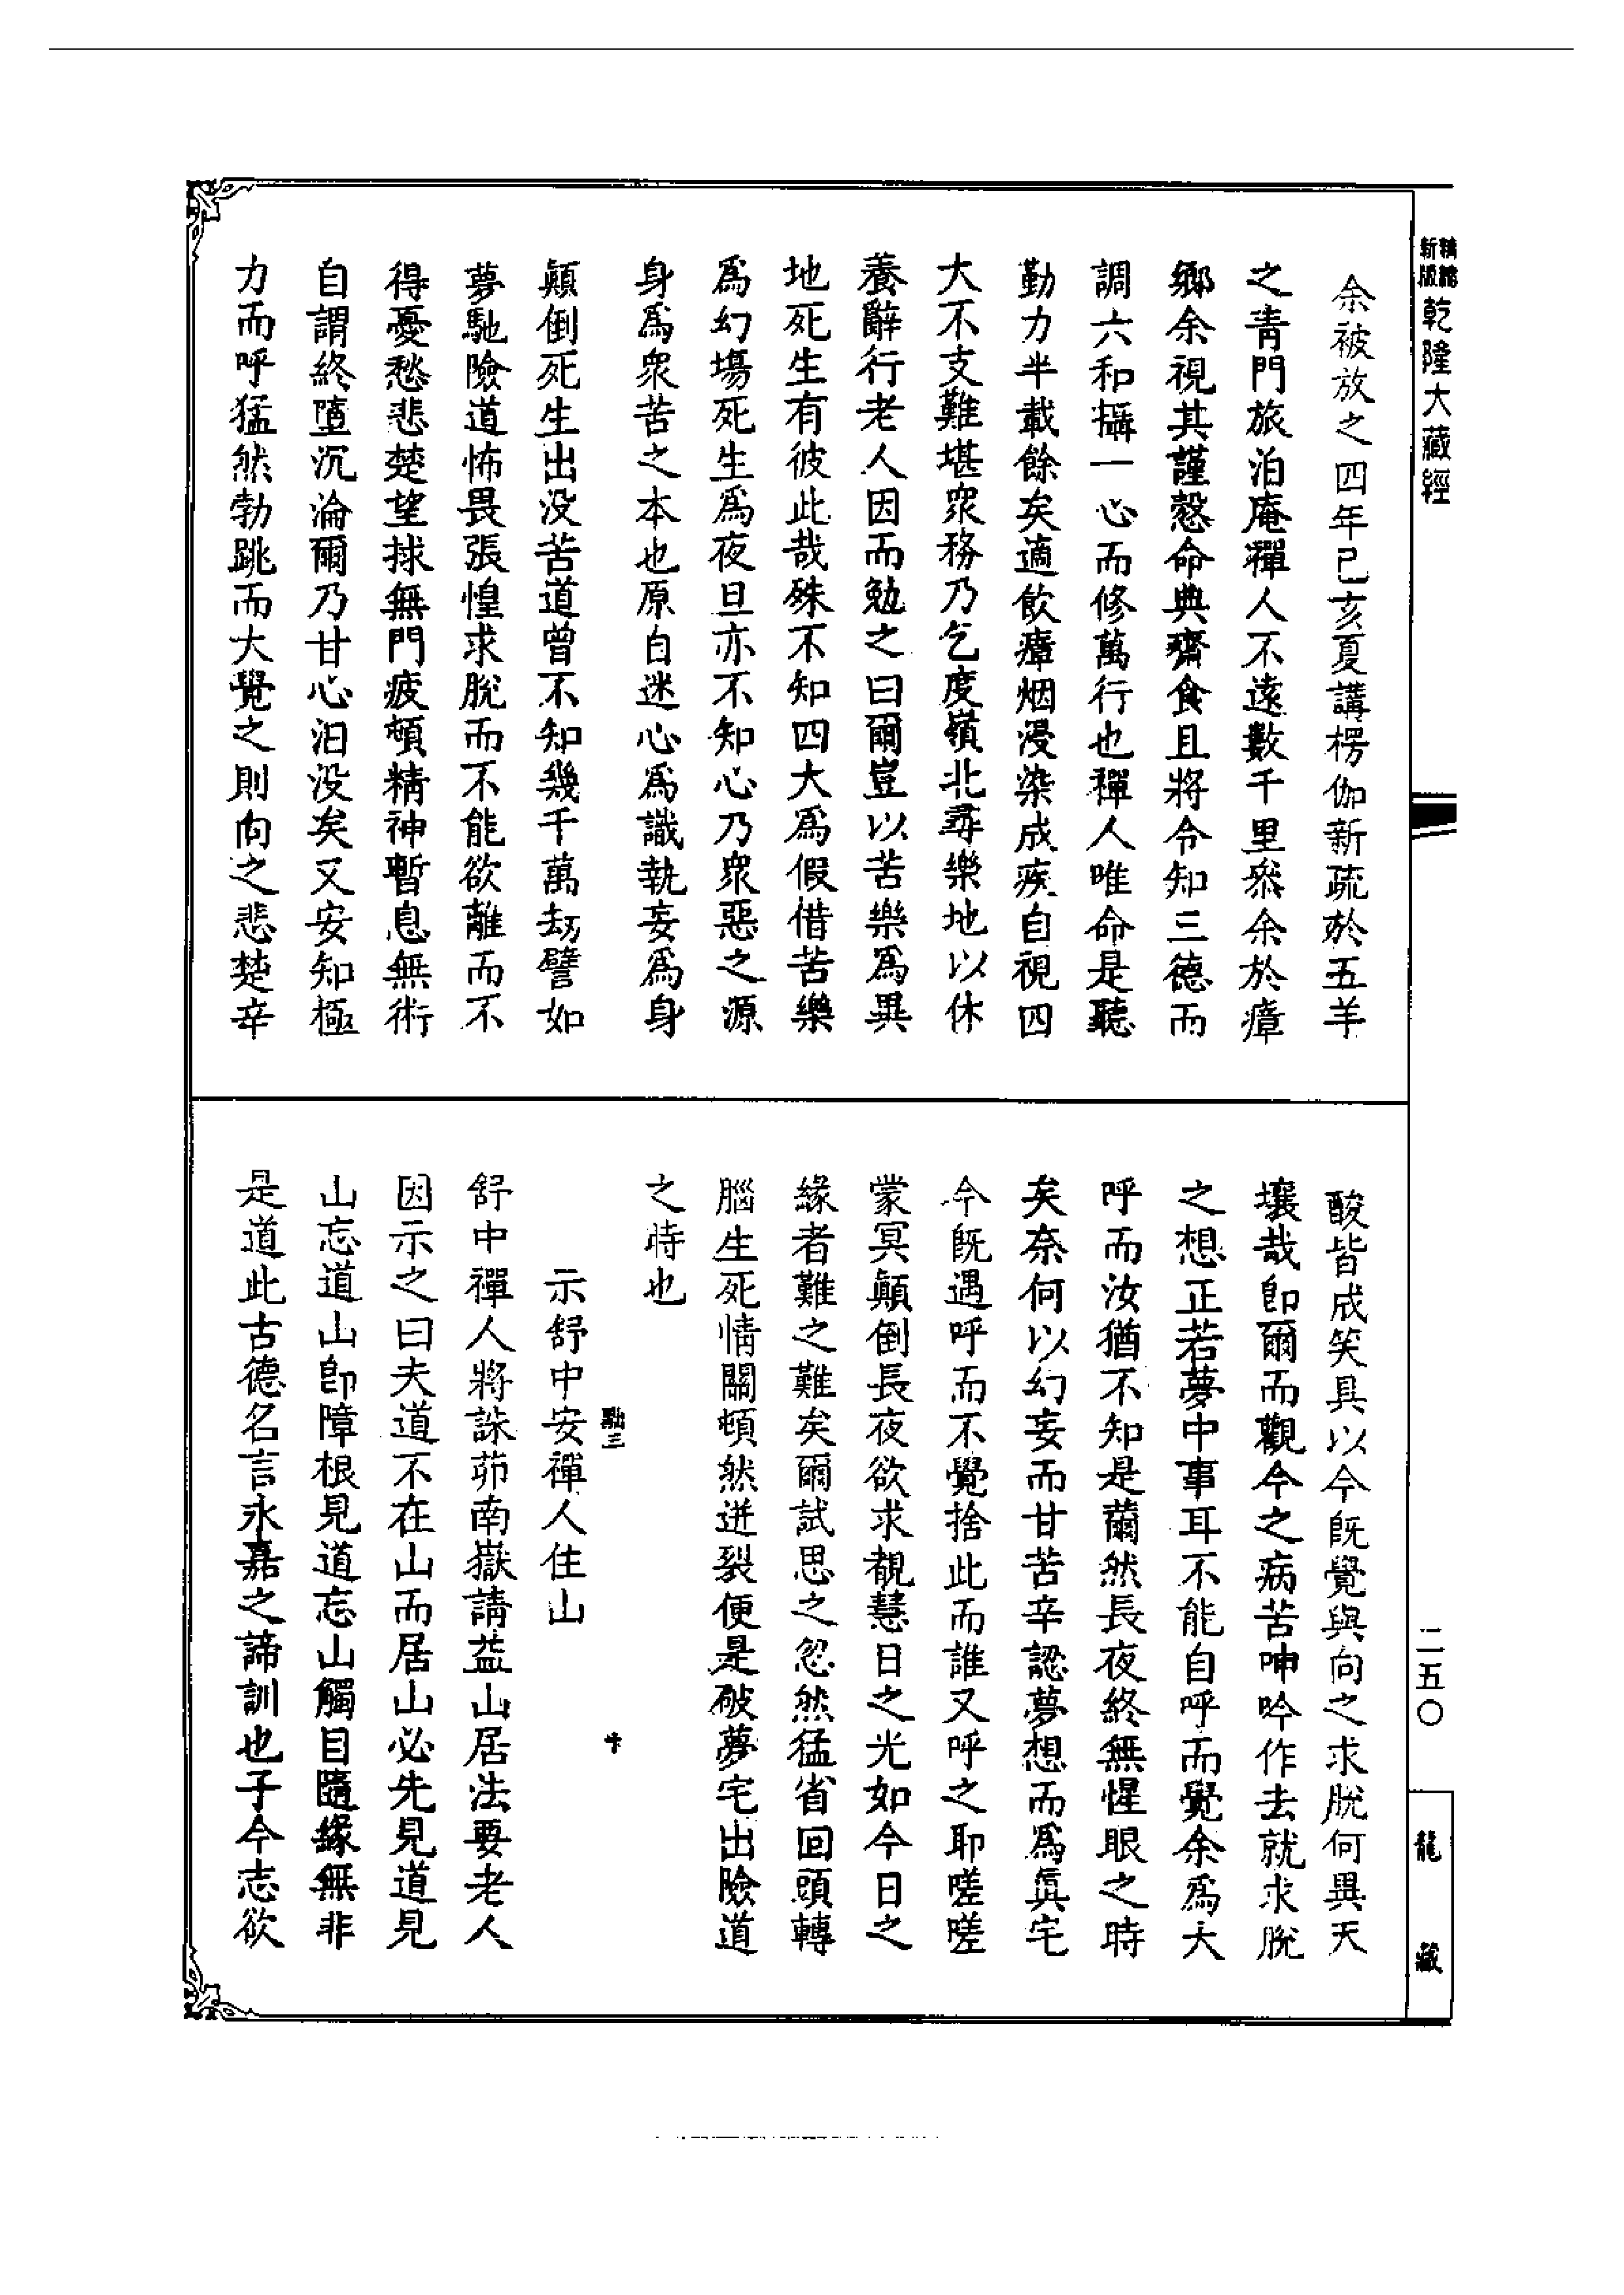 精縮新版乾隆大藏經
余被放之四年己亥夏講楞伽新疏於五羊
之青門旅泊庵禪人不遠數千里叅余於瘴
鄉余視其謹慤命典齋食且將令知三德而
調六和攝一心而修萬行也禪人唯命是聽
勤力半載餘矣適飲瘴烟浸染成疾自視四
大不支難堪眾務乃乞度嶺北尋樂地以休
養辭行老人因而勉之曰爾豈以苦樂爲異
地死生有彼此哉殊不知四大爲假借苦樂
爲幻場死生爲夜旦亦不知心乃衆惡之源
身爲衆苦之本也原自迷心爲識執妄爲身
顛倒死生出没苦道曾不知幾千萬劫譬如
夢馳險道怖畏張惶求脫而不能欲離而不
得憂愁悲楚望救無門疲頓精神暫息無術
自謂終墮沉淪爾乃甘心汩没矣又安知極
力而呼猛然勃跳而大覺之則向之悲楚辛
酸皆成笑具以今旣覺與向之求脫何異天
壤哉卽爾而觀今之病苦呻吟作去就求脫
之想正若夢中事耳不能自呼而覺余爲大
呼而汝猶不知是薾然長夜終無惺眼之時
矣奈何以幻妄而甘苦辛認夢想而爲眞宅
今旣遇呼而不覺捨此而誰又呼之耶嗟嗟
蒙冥顛倒長夜欲求覩慧日之光如今日之
緣者難之難矣爾試思之忽然猛省回頭轉
腦生死情關頓然迸裂便是破夢宅出險道
之時也
示舒中安禪人住山
舒中禪人將誅茆南嶽請益山居法要老人
因示之曰夫道不在山而居山必先見道見
山忘道山卽障根見道忘山觸目隨緣無非
是道此古德名言永嘉之諦訓也子今志欲
二五〇
龍藏